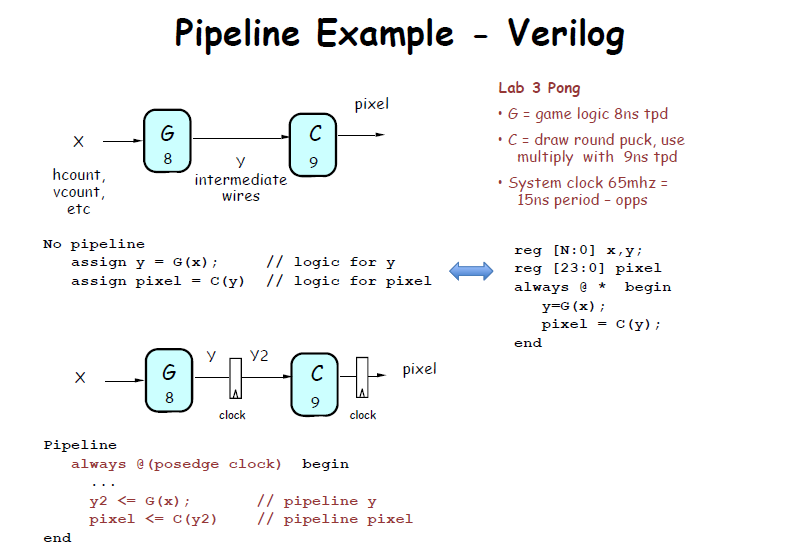 Pipeline Example - Verilog
Lab 3 Pong
• G = game logic 8ns tpd
• C = draw round puck, use
multiply with 9ns tpd
• System clock 65mhz =
15ns period – opps
X
hcount,
vcount,
etc
G
8
Y
intermediate
wires
C
9
pixel
No pipeline
assign y = G(x); // logic for y
assign pixel = C(y) // logic for pixel
reg [N:0] x,y;
reg [23:0] pixel
always @ * begin
y=G(x);
pixel = C(y);
end
X
G
8
Y
clock
Y2
C
9
clock
pixel
Pipeline
always @(posedge clock) begin
...
y2 <= G(x); // pipeline y
pixel <= C(y2) // pipeline pixel
end